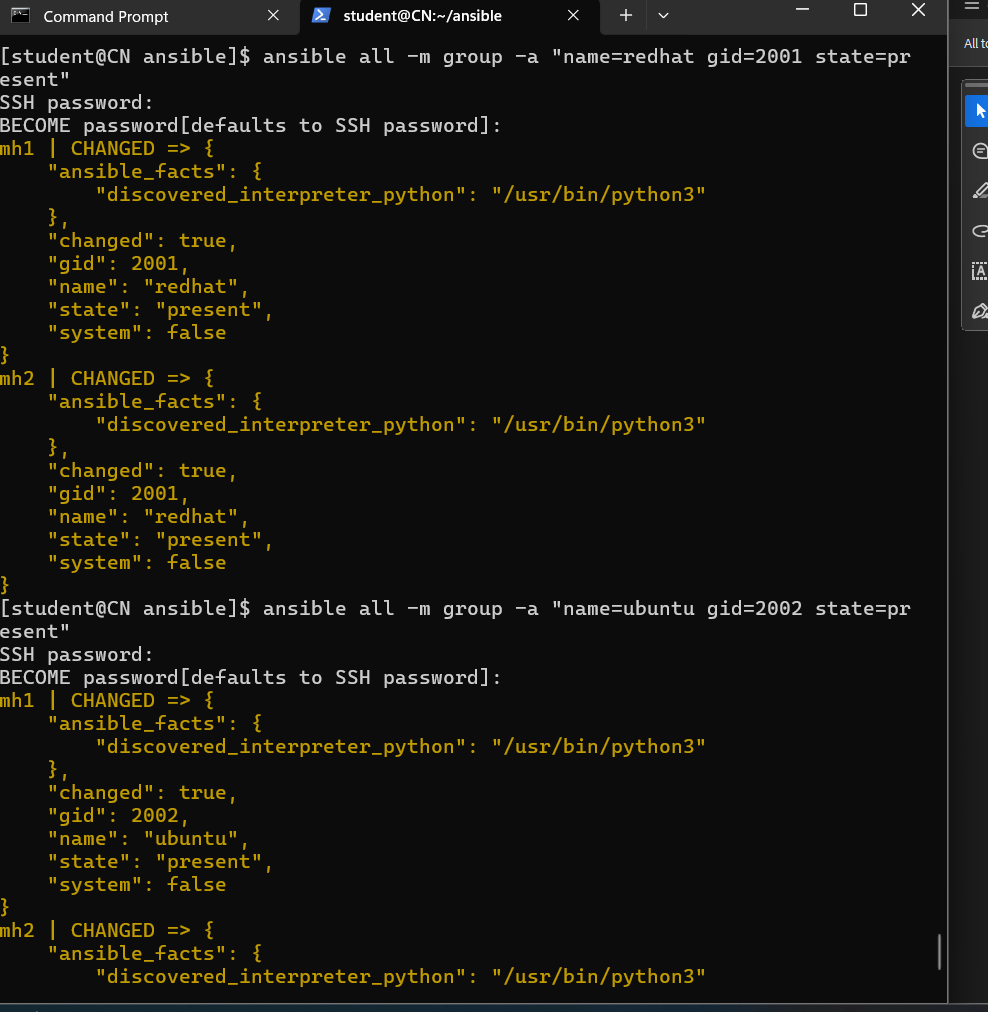 Command Prompt
student@CN:~/ansible
All to
[student@CN ansible]$ ansible all -m group -a "name=redhat gid=2001 state=pr
esent"
SSH password:
BECOME password[defaults to SSH password]:
mh1 | CHANGED => {
    "ansible_facts": {
        "discovered_interpreter_python": "/usr/bin/python3"
    },
    "changed": true,
    "gid": 2001,
    "name": "redhat",
    "state": "present",
    "system": false
}
mh2 | CHANGED => {
    "ansible_facts": {
        "discovered_interpreter_python": "/usr/bin/python3"
    },
    "changed": true,
    "gid": 2001,
    "name": "redhat",
    "state": "present",
    "system": false
}
[student@CN ansible]$ ansible all -m group -a "name=ubuntu gid=2002 state=pr
esent"
SSH password:
BECOME password[defaults to SSH password]:
mh1 | CHANGED => {
    "ansible_facts": {
        "discovered_interpreter_python": "/usr/bin/python3"
    },
    "changed": true,
    "gid": 2002,
    "name": "ubuntu",
    "state": "present",
    "system": false
}
mh2 | CHANGED => {
    "ansible_facts": {
        "discovered_interpreter_python": "/usr/bin/python3"